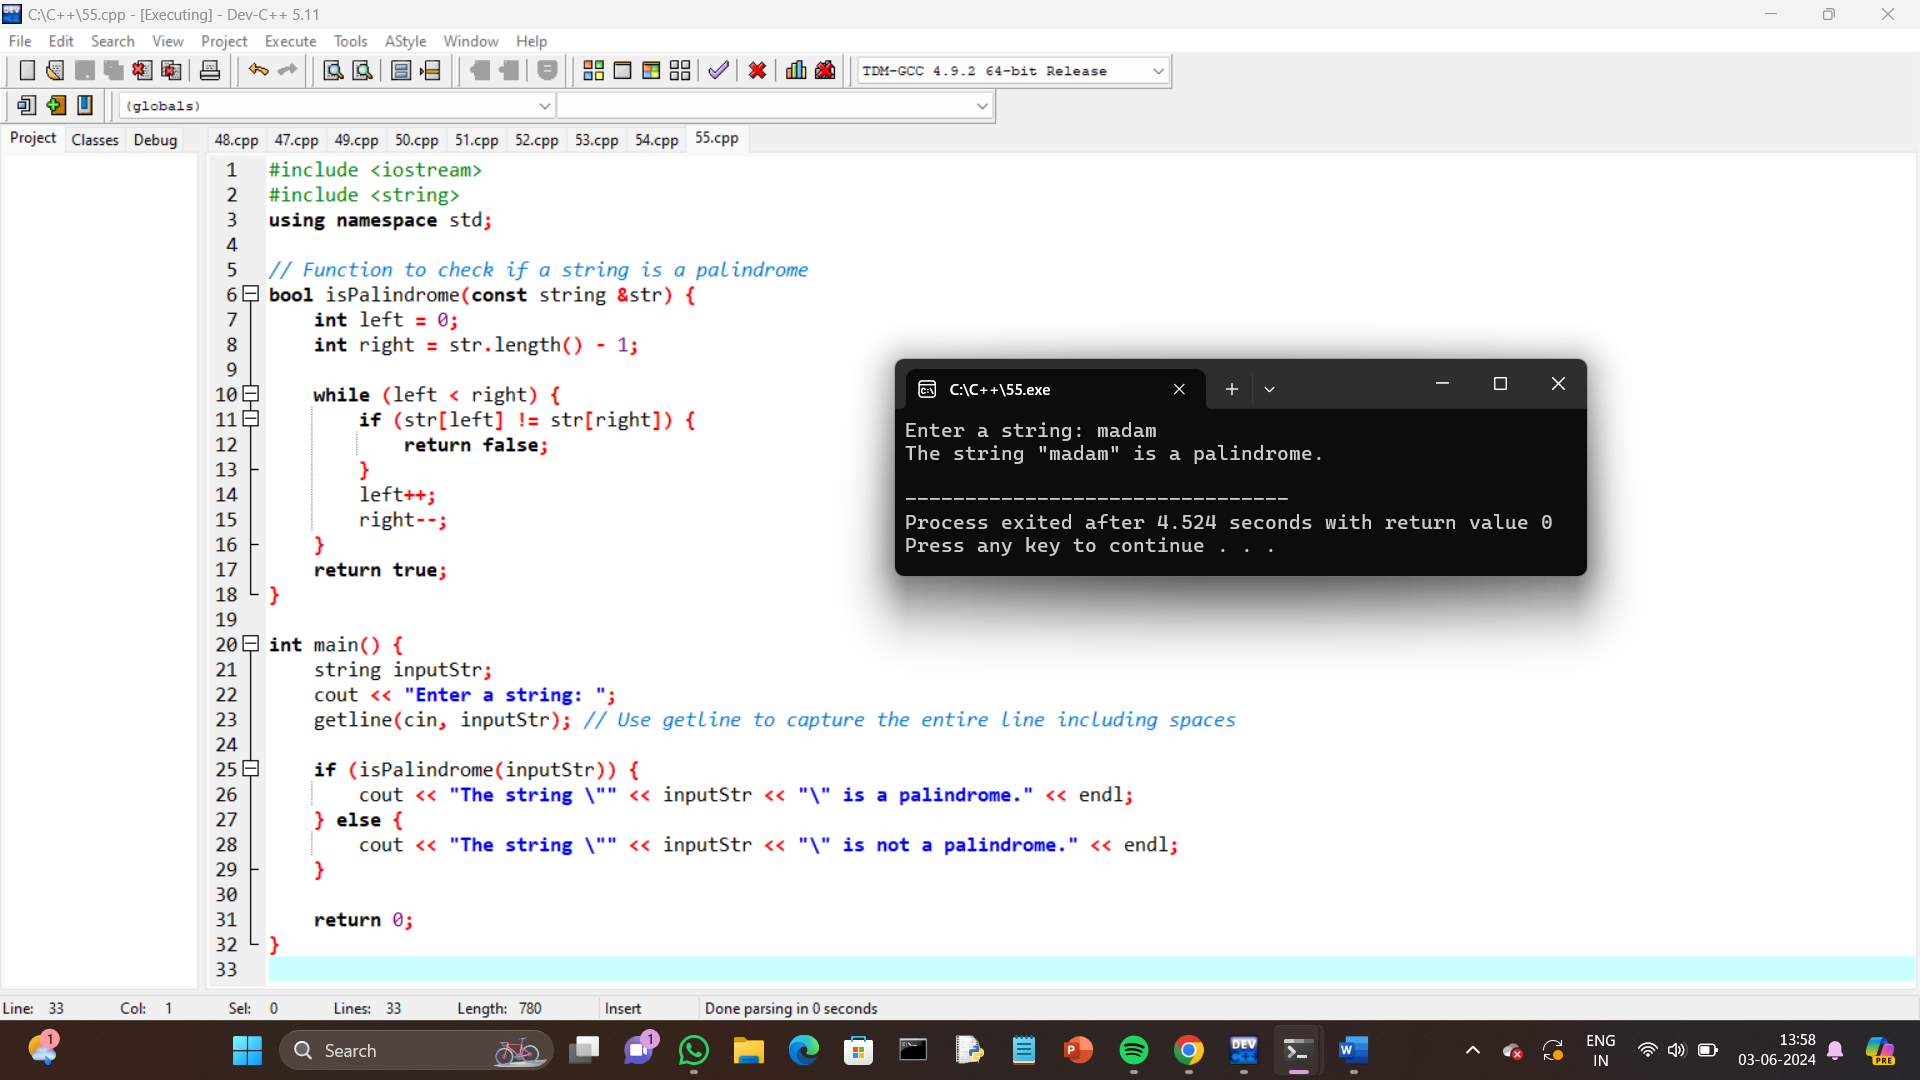 C:\C++\55.cpp - [Executing] - Dev-C++ 5.11
File Edit Search View Project Execute Tools AStyle Window Help
TDM-GCC 4.9.2 64-bit Release
(globals)
Project Classes Debug 48.cpp 47.cpp 49.cpp 50.cpp 51.cpp 52.cpp 53.cpp 54.cpp 55.cpp
1 #include <iostream>
2 #include <string>
3 using namespace std;
4
5 // Function to check if a string is a palindrome
6 bool isPalindrome(const string &str) {
7     int left = 0;
8     int right = str.length() - 1;
9
10     while (left < right) {
11         if (str[left] != str[right]) {
12             return false;
13         }
14         left++;
15         right--;
16     }
17     return true;
18 }
19
20 int main() {
21     string inputStr;
22     cout << "Enter a string: ";
23     getline(cin, inputStr); // Use getline to capture the entire line including spaces
24
25     if (isPalindrome(inputStr)) {
26         cout << "The string \"" << inputStr << "\" is a palindrome." << endl;
27     } else {
28         cout << "The string \"" << inputStr << "\" is not a palindrome." << endl;
29     }
30
31     return 0;
32 }
33
C:\C++\55.exe
Enter a string: madam
The string "madam" is a palindrome.
--------------------------------
Process exited after 4.524 seconds with return value 0
Press any key to continue . . .
Line: 33 Col: 1 Sel: 0 Lines: 33 Length: 780 Insert Done parsing in 0 seconds
1
Search
1
DEV
ENG
IN
13:58
03-06-2024
PRE